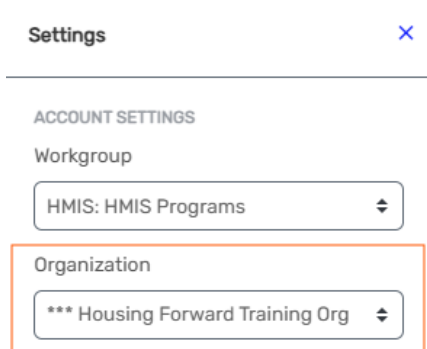 Settings
ACCOUNT SETTINGS
Workgroup
HMIS: HMIS Programs
Organization
*** Housing Forward Training Org